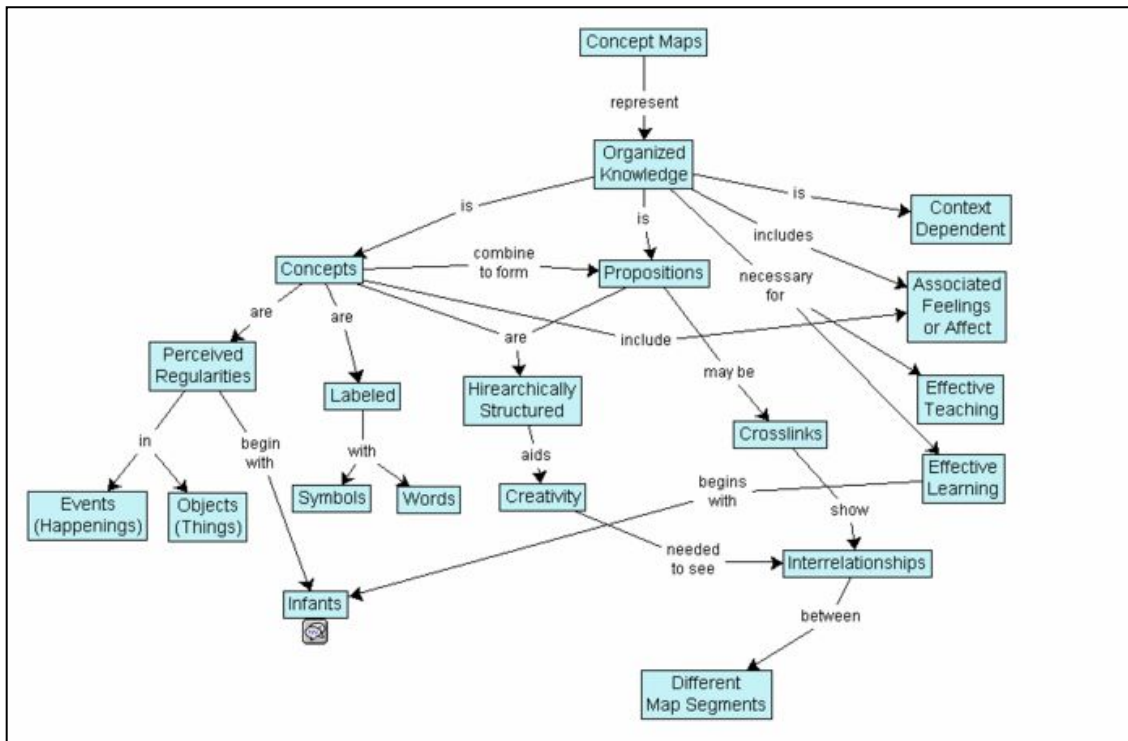 Concept Maps
represent
Organized
Knowledge
is
is
is
Context
Dependent
includes
combine
to form
Concepts
Propositions
necessary
for
Associated
Feelings
or Affect
are
are
are
include
Perceived
Regularities
may be
Labeled
Hirearchically
Structured
Effective
Teaching
Crosslinks
in
begin
with
with
aids
begins
with
Effective
Learning
Events
(Happenings)
Objects
(Things)
Symbols
Words
Creativity
show
needed
to see
Interrelationships
Infants
between
Different
Map Segments